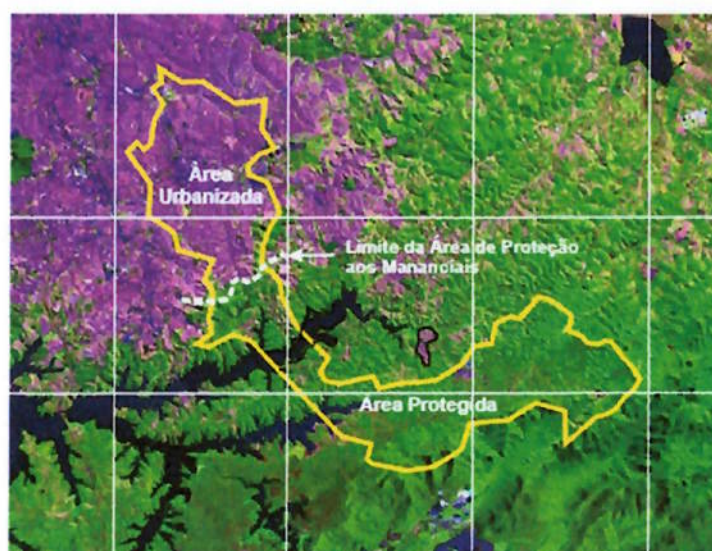 Área
Urbanizada
Limite da Área de Proteção
aos Mananciais
Área Protegida